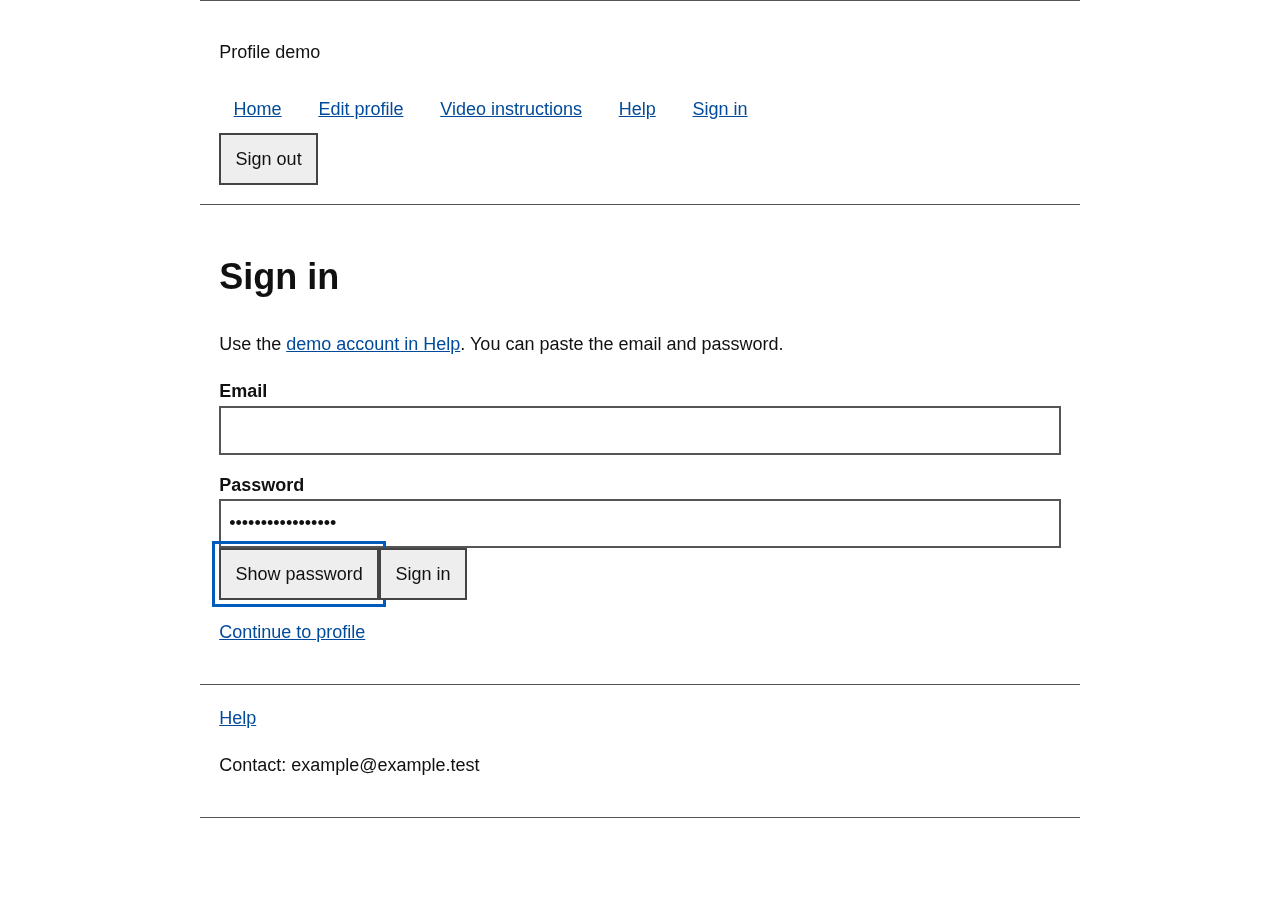 Profile demo
Home Edit profile Video instructions Help Sign in
Sign out
Sign in
Use the demo account in Help. You can paste the email and password.
Email
Password
•••••••••••••••••
Show password Sign in
Continue to profile
Help
Contact: example@example.test